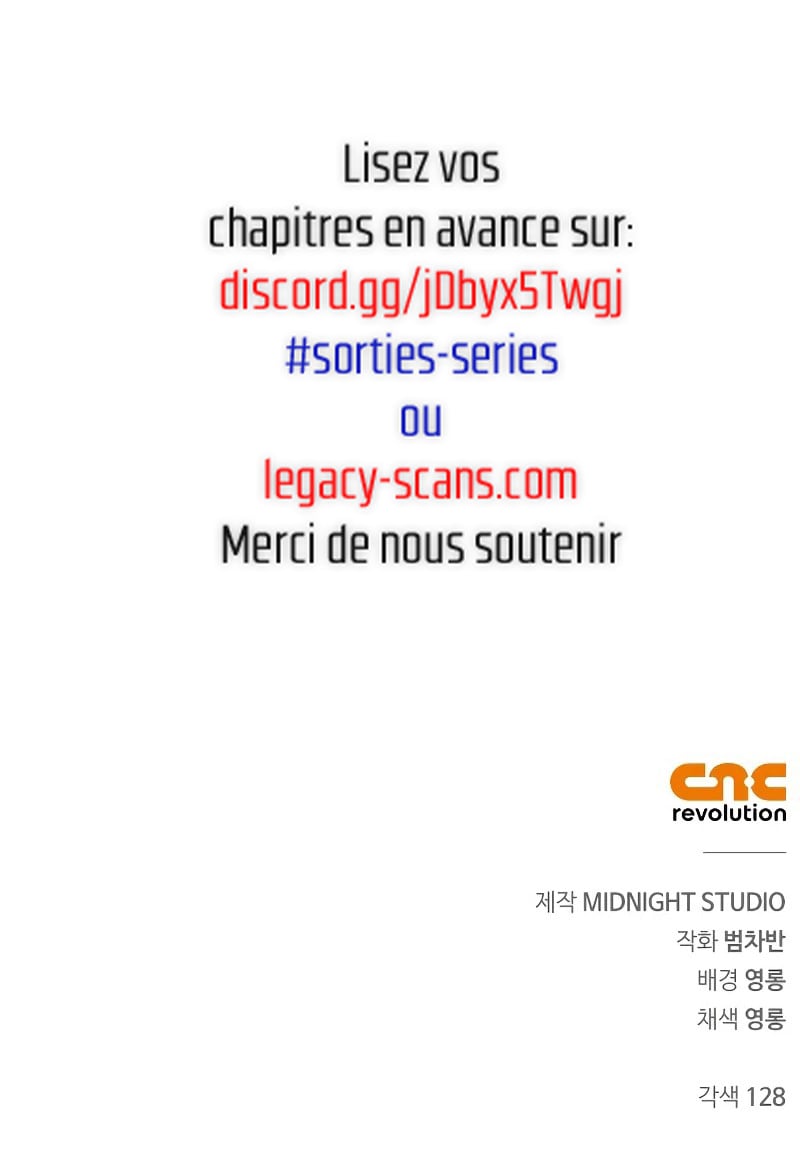 Lisez vos
chapitres en avance sur:
discord.gg/jDbyx5Twgj
#sorties-series
ou
legacy-scans.com
Merci de nous soutenir
CNC
revolution
제작 MIDNIGHT STUDIO
작화 범차반
배경 영롱
채색 영롱
각색 128